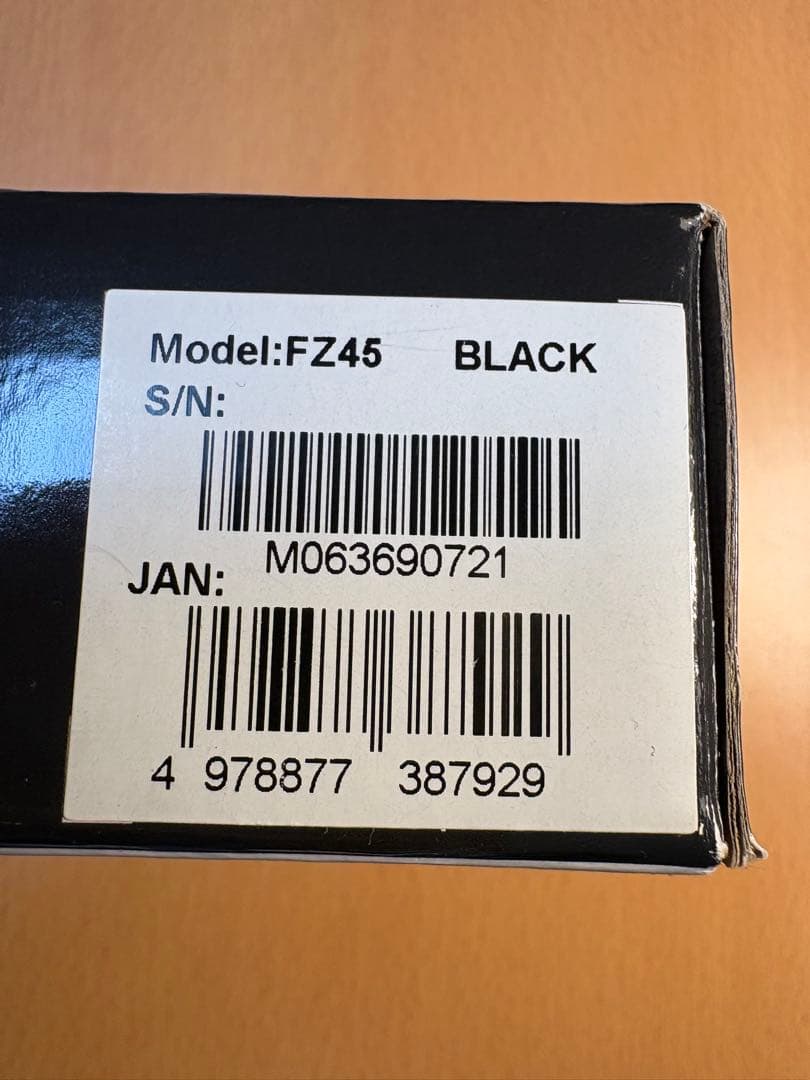 Model:FZ45 BLACK
S/N:
M063690721
JAN:
4 978877 387929